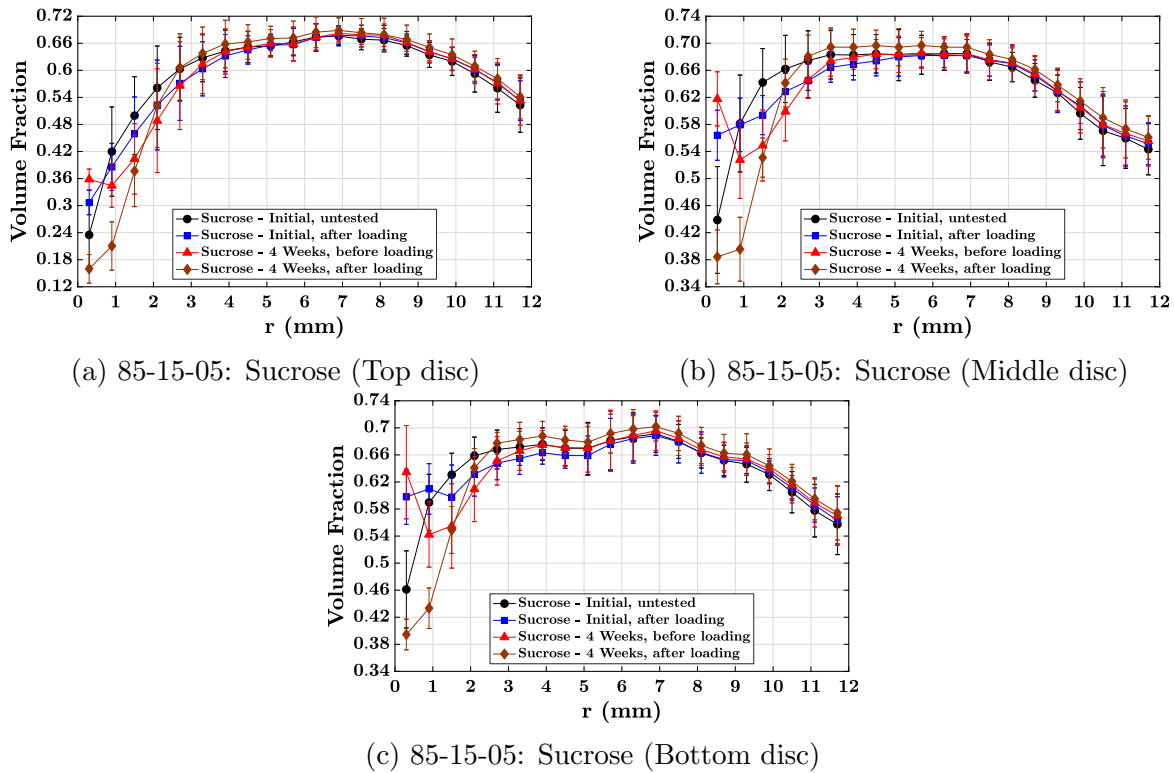 0.72
0.66
0.6
0.54
0.48
0.42
0.36
0.3
0.24
0.18
0.12
Volume Fraction
Sucrose - Initial, untested
Sucrose - Initial, after loading
Sucrose - 4 Weeks, before loading
Sucrose - 4 Weeks, after loading
0 1 2 3 4 5 6 7 8 9 10 11 12
r (mm)
(a) 85-15-05: Sucrose (Top disc)
0.74
0.70
0.66
0.62
0.58
0.54
0.5
0.46
0.42
0.38
0.34
Volume Fraction
Sucrose - Initial, untested
Sucrose - Initial, after loading
Sucrose - 4 Weeks, before loading
Sucrose - 4 Weeks, after loading
0 1 2 3 4 5 6 7 8 9 10 11 12
r (mm)
(b) 85-15-05: Sucrose (Middle disc)
0.74
0.7
0.66
0.62
0.58
0.54
0.5
0.46
0.42
0.38
0.34
Volume Fraction
Sucrose - Initial, untested
Sucrose - Initial, after loading
Sucrose - 4 Weeks, before loading
Sucrose - 4 Weeks, after loading
0 1 2 3 4 5 6 7 8 9 10 11 12
r (mm)
(c) 85-15-05: Sucrose (Bottom disc)